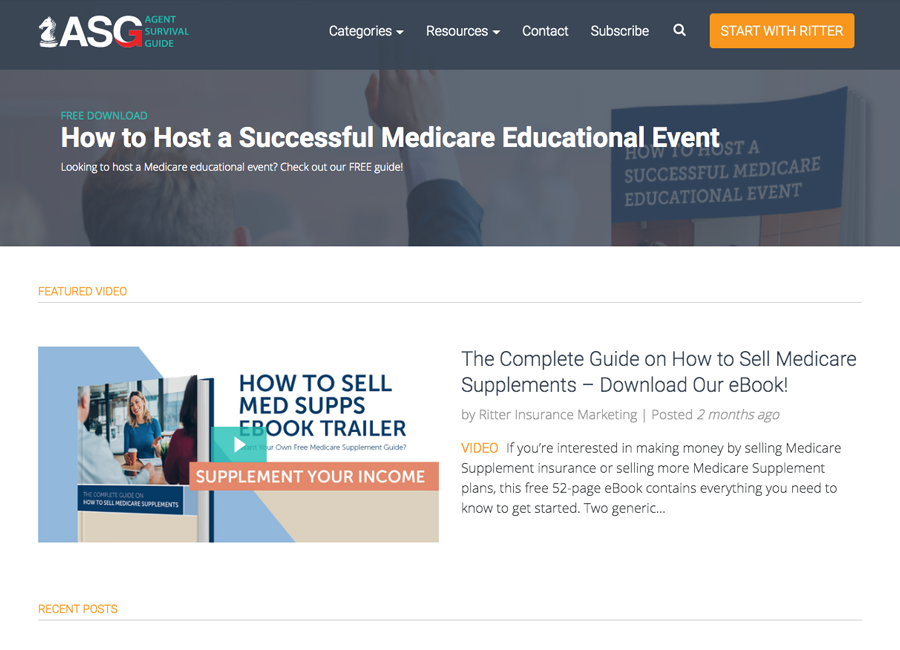 ASG
AGENT
SURVIVAL
GUIDE
Categories
Resources
Contact
Subscribe
START WITH RITTER
FREE DOWNLOAD
How to Host a Successful Medicare Educational Event
Looking to host a Medicare educational event? Check out our FREE guide!
HOW TO HOST A
SUCCESSFUL MEDICARE
EDUCATIONAL EVENT
FEATURED VIDEO
HOW TO SELL
MED SUPPS
EBOOK TRAILER
Want Your Own Free Medicare Supplement Guide?
SUPPLEMENT YOUR INCOME
THE COMPLETE GUIDE ON
HOW TO SELL MEDICARE SUPPLEMENTS
The Complete Guide on How to Sell Medicare
Supplements – Download Our eBook!
by Ritter Insurance Marketing | Posted 2 months ago
VIDEO If you're interested in making money by selling Medicare
Supplement insurance or selling more Medicare Supplement
plans, this free 52-page eBook contains everything you need to
know to get started. Two generic...
RECENT POSTS